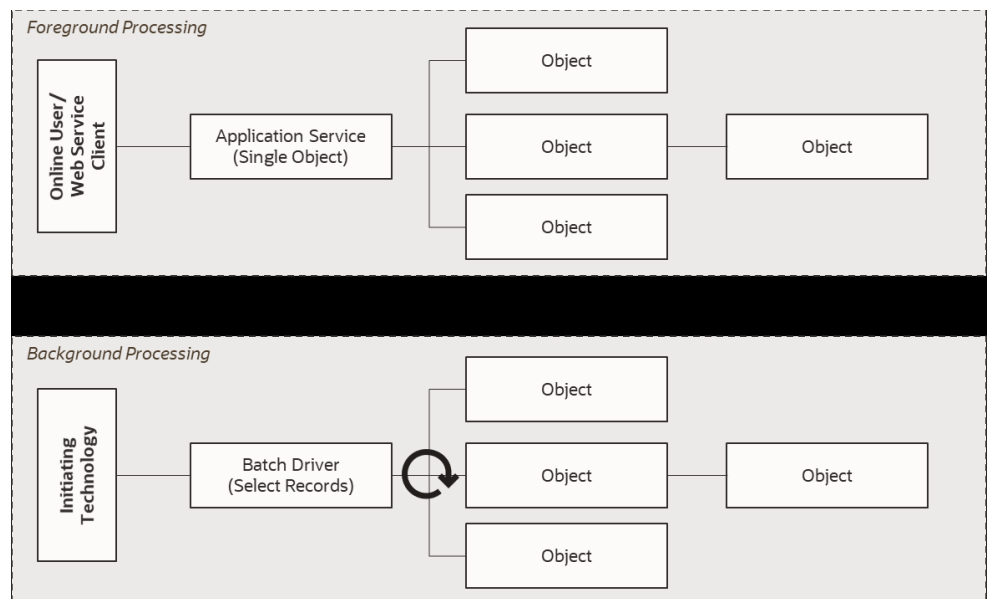 Foreground Processing
Online User/
Web Service
Client
Application Service
(Single Object)
Object
Object
Object
Object
Background Processing
Initiating
Technology
Batch Driver
(Select Records)
Object
Object
Object
Object